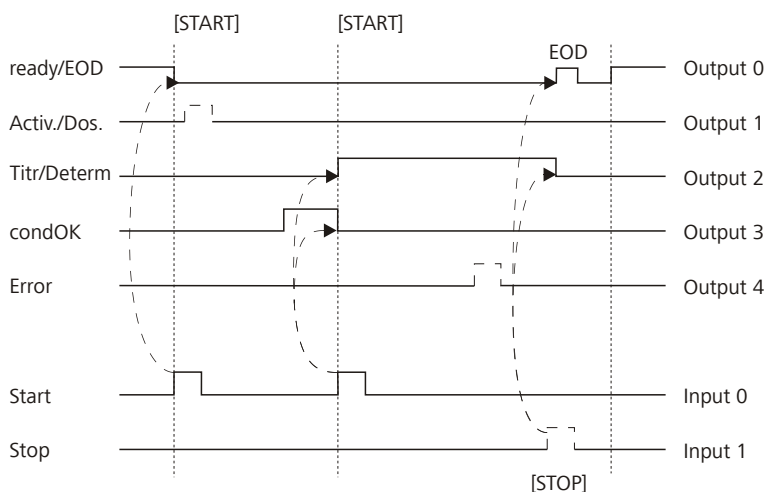 [START] [START]
EOD
ready/EOD Output 0
Activ./Dos. Output 1
Titr/Determ Output 2
condOK Output 3
Error Output 4
Start Input 0
Stop Input 1
[STOP]